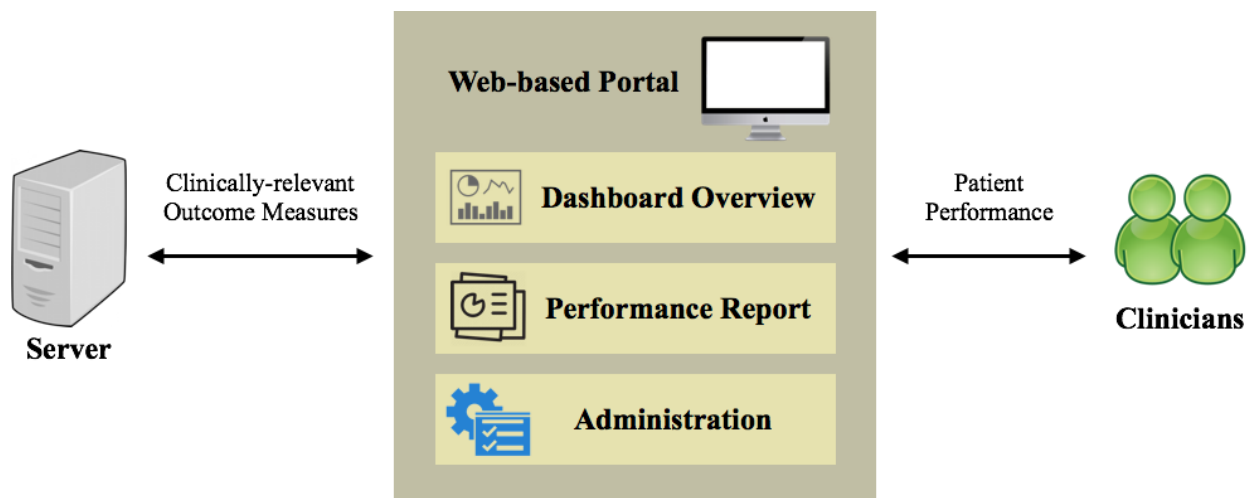 Web-based Portal
Clinically-relevant
Outcome Measures
Server
Dashboard Overview
Performance Report
Administration
Patient
Performance
Clinicians